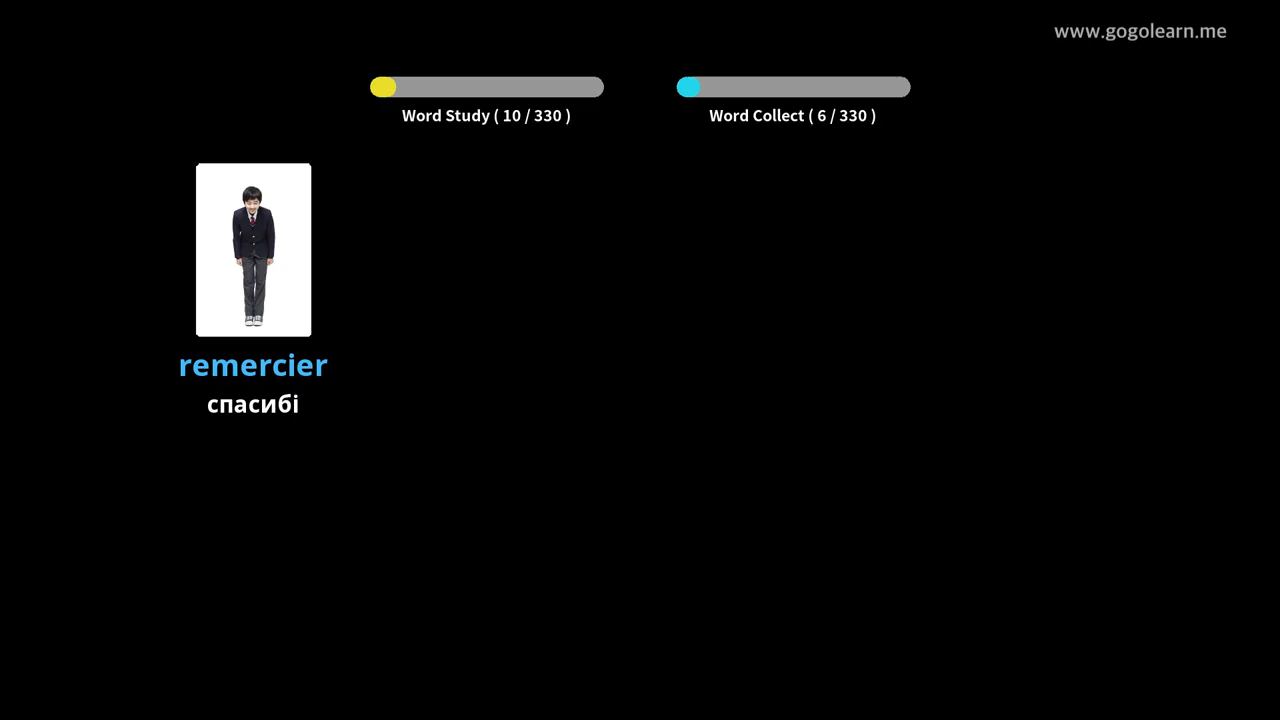 www.gogolearn.me
Word Study ( 10 / 330 )
Word Collect ( 6 / 330 )
remercier
спасибі